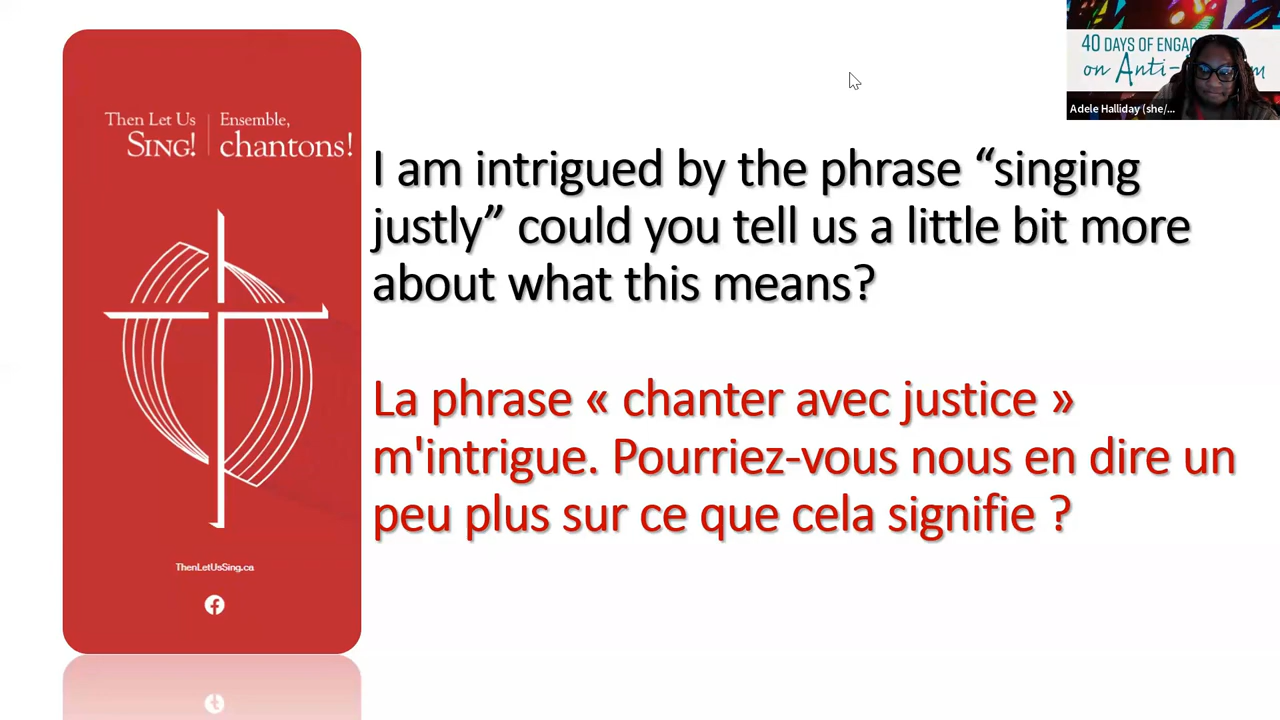 Then Let Us
SING!
Ensemble,
chantons!
ThenLetUsSing.ca
I am intrigued by the phrase “singing
justly” could you tell us a little bit more
about what this means?
La phrase « chanter avec justice »
m'intrigue. Pourriez-vous nous en dire un
peu plus sur ce que cela signifie ?
40 DAYS OF
on Anti-
Adele Halliday (she/...